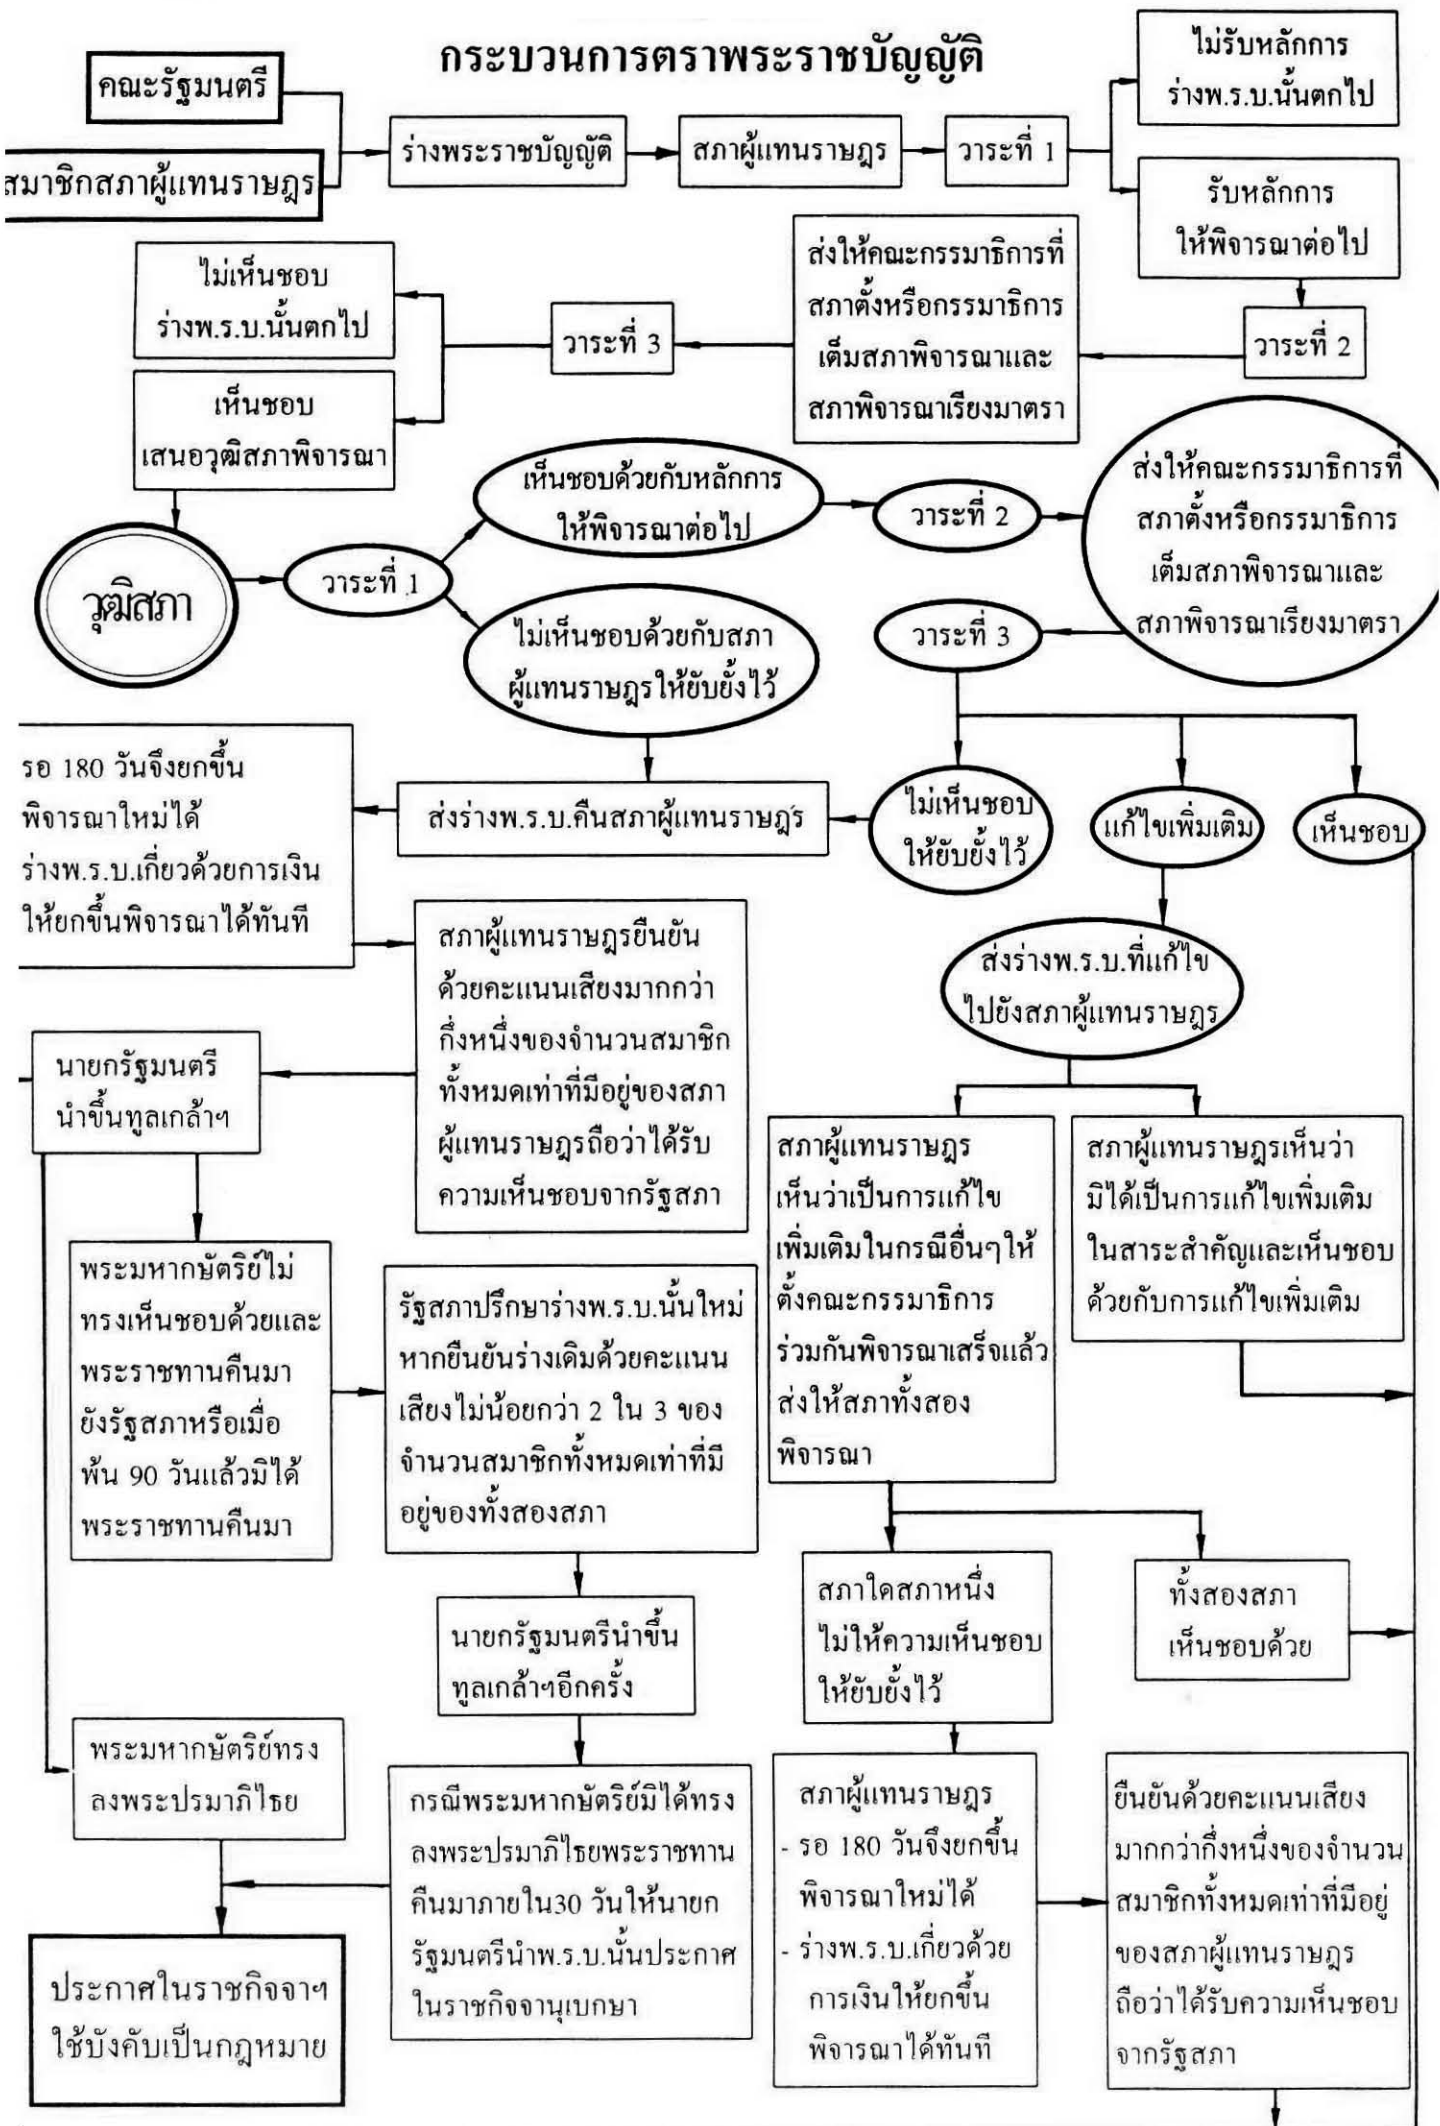 กระบวนการตราพระราชบัญญัติ
คณะรัฐมนตรี
สมาชิกสภาผู้แทนราษฎร
ร่างพระราชบัญญัติ
สภาผู้แทนราษฎร
วาระที่ 1
ไม่รับหลักการ
ร่างพ.ร.บ.นั้นตกไป
รับหลักการ
ให้พิจารณาต่อไป
วาระที่ 2
ส่งให้คณะกรรมาธิการที่
สภาตั้งหรือกรรมาธิการ
เต็มสภาพิจารณาและ
สภาพิจารณาเรียงมาตรา
วาระที่ 3
ไม่เห็นชอบ
ร่างพ.ร.บ.นั้นตกไป
เห็นชอบ
เสนอวุฒิสภาพิจารณา
วุฒิสภา
วาระที่ 1
เห็นชอบด้วยกับหลักการ
ให้พิจารณาต่อไป
ไม่เห็นชอบด้วยกับสภา
ผู้แทนราษฎรให้ยับยั้งไว้
วาระที่ 2
ส่งให้คณะกรรมาธิการที่
สภาตั้งหรือกรรมาธิการ
เต็มสภาพิจารณาและ
สภาพิจารณาเรียงมาตรา
วาระที่ 3
ไม่เห็นชอบ
ให้ยับยั้งไว้
แก้ไขเพิ่มเติม
เห็นชอบ
ส่งร่างพ.ร.บ.คืนสภาผู้แทนราษฎร
รอ 180 วันจึงยกขึ้น
พิจารณาใหม่ได้
ร่างพ.ร.บ.เกี่ยวด้วยการเงิน
ให้ยกขึ้นพิจารณาได้ทันที
สภาผู้แทนราษฎรยืนยัน
ด้วยคะแนนเสียงมากกว่า
กึ่งหนึ่งของจำนวนสมาชิก
ทั้งหมดเท่าที่มีอยู่ของสภา
ผู้แทนราษฎรถือว่าได้รับ
ความเห็นชอบจากรัฐสภา
ส่งร่างพ.ร.บ.ที่แก้ไข
ไปยังสภาผู้แทนราษฎร
นายกรัฐมนตรี
นำขึ้นทูลเกล้าฯ
สภาผู้แทนราษฎร
เห็นว่าเป็นการแก้ไข
เพิ่มเติมในกรณีอื่นๆให้
ตั้งคณะกรรมาธิการ
ร่วมกันพิจารณาเสร็จแล้ว
ส่งให้สภาทั้งสอง
พิจารณา
สภาผู้แทนราษฎรเห็นว่า
มิได้เป็นการแก้ไขเพิ่มเติม
ในสาระสำคัญและเห็นชอบ
ด้วยกับการแก้ไขเพิ่มเติม
พระมหากษัตริย์ไม่
ทรงเห็นชอบด้วยและ
พระราชทานคืนมา
ยังรัฐสภาหรือเมื่อ
พ้น 90 วันแล้วมิได้
พระราชทานคืนมา
รัฐสภาปรึกษาร่างพ.ร.บ.นั้นใหม่
หากยืนยันร่างเดิมด้วยคะแนน
เสียงไม่น้อยกว่า 2 ใน 3 ของ
จำนวนสมาชิกทั้งหมดเท่าที่มี
อยู่ของทั้งสองสภา
สภาใดสภาหนึ่ง
ไม่ให้ความเห็นชอบ
ให้ยับยั้งไว้
ทั้งสองสภา
เห็นชอบด้วย
นายกรัฐมนตรีนำขึ้น
ทูลเกล้าฯอีกครั้ง
พระมหากษัตริย์ทรง
ลงพระปรมาภิไธย
กรณีพระมหากษัตริย์มิได้ทรง
ลงพระปรมาภิไธยพระราชทาน
คืนมาภายใน30 วันให้นายก
รัฐมนตรีนำพ.ร.บ.นั้นประกาศ
ในราชกิจจานุเบกษา
สภาผู้แทนราษฎร
- รอ 180 วันจึงยกขึ้น
พิจารณาใหม่ได้
- ร่างพ.ร.บ.เกี่ยวด้วย
การเงินให้ยกขึ้น
พิจารณาได้ทันที
ยืนยันด้วยคะแนนเสียง
มากกว่ากึ่งหนึ่งของจำนวน
สมาชิกทั้งหมดเท่าที่มีอยู่
ของสภาผู้แทนราษฎร
ถือว่าได้รับความเห็นชอบ
จากรัฐสภา
ประกาศในราชกิจจาฯ
ใช้บังคับเป็นกฎหมาย